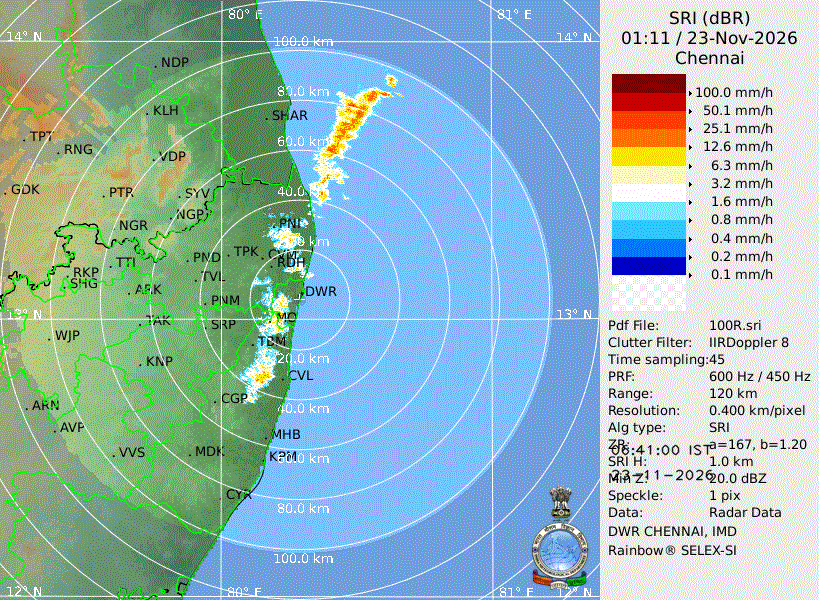 80° E
81° E
14° N
14° N
100.0 km
NDP
80.0 km
KLH
SHAR
TPT
60.0 km
RNG
VDP
GDK
PTR
SYV
40.0 km
NGP
NGR
PNI
TPK
PND
TTI
RDH
RKP
TVL
SHG
ARK
DWR
PNM
13° N
TAK
SRP
13° N
WJP
TBM
KNP
20.0 km
CVL
CGP
ARN
40.0 km
AVP
MHB
VVS
MDK
KPM
60.0 km
CYR
80.0 km
100.0 km
12° N
80° E
81° E
12° N
SRI (dBR)
01:11 / 23-Nov-2026
Chennai
100.0 mm/h
50.1 mm/h
25.1 mm/h
12.6 mm/h
6.3 mm/h
3.2 mm/h
1.6 mm/h
0.8 mm/h
0.4 mm/h
0.2 mm/h
0.1 mm/h
Pdf File: 100R.sri
Clutter Filter: IIRDoppler 8
Time sampling:45
PRF: 600 Hz / 450 Hz
Range: 120 km
Resolution: 0.400 km/pixel
Alg type: SRI
ZR: a=167, b=1.20
06:41:00 IST
SRI H: 1.0 km
23-11-2026
Min Z: 20.0 dBZ
Speckle: 1 pix
Data: Radar Data
DWR CHENNAI, IMD
Rainbow® SELEX-SI